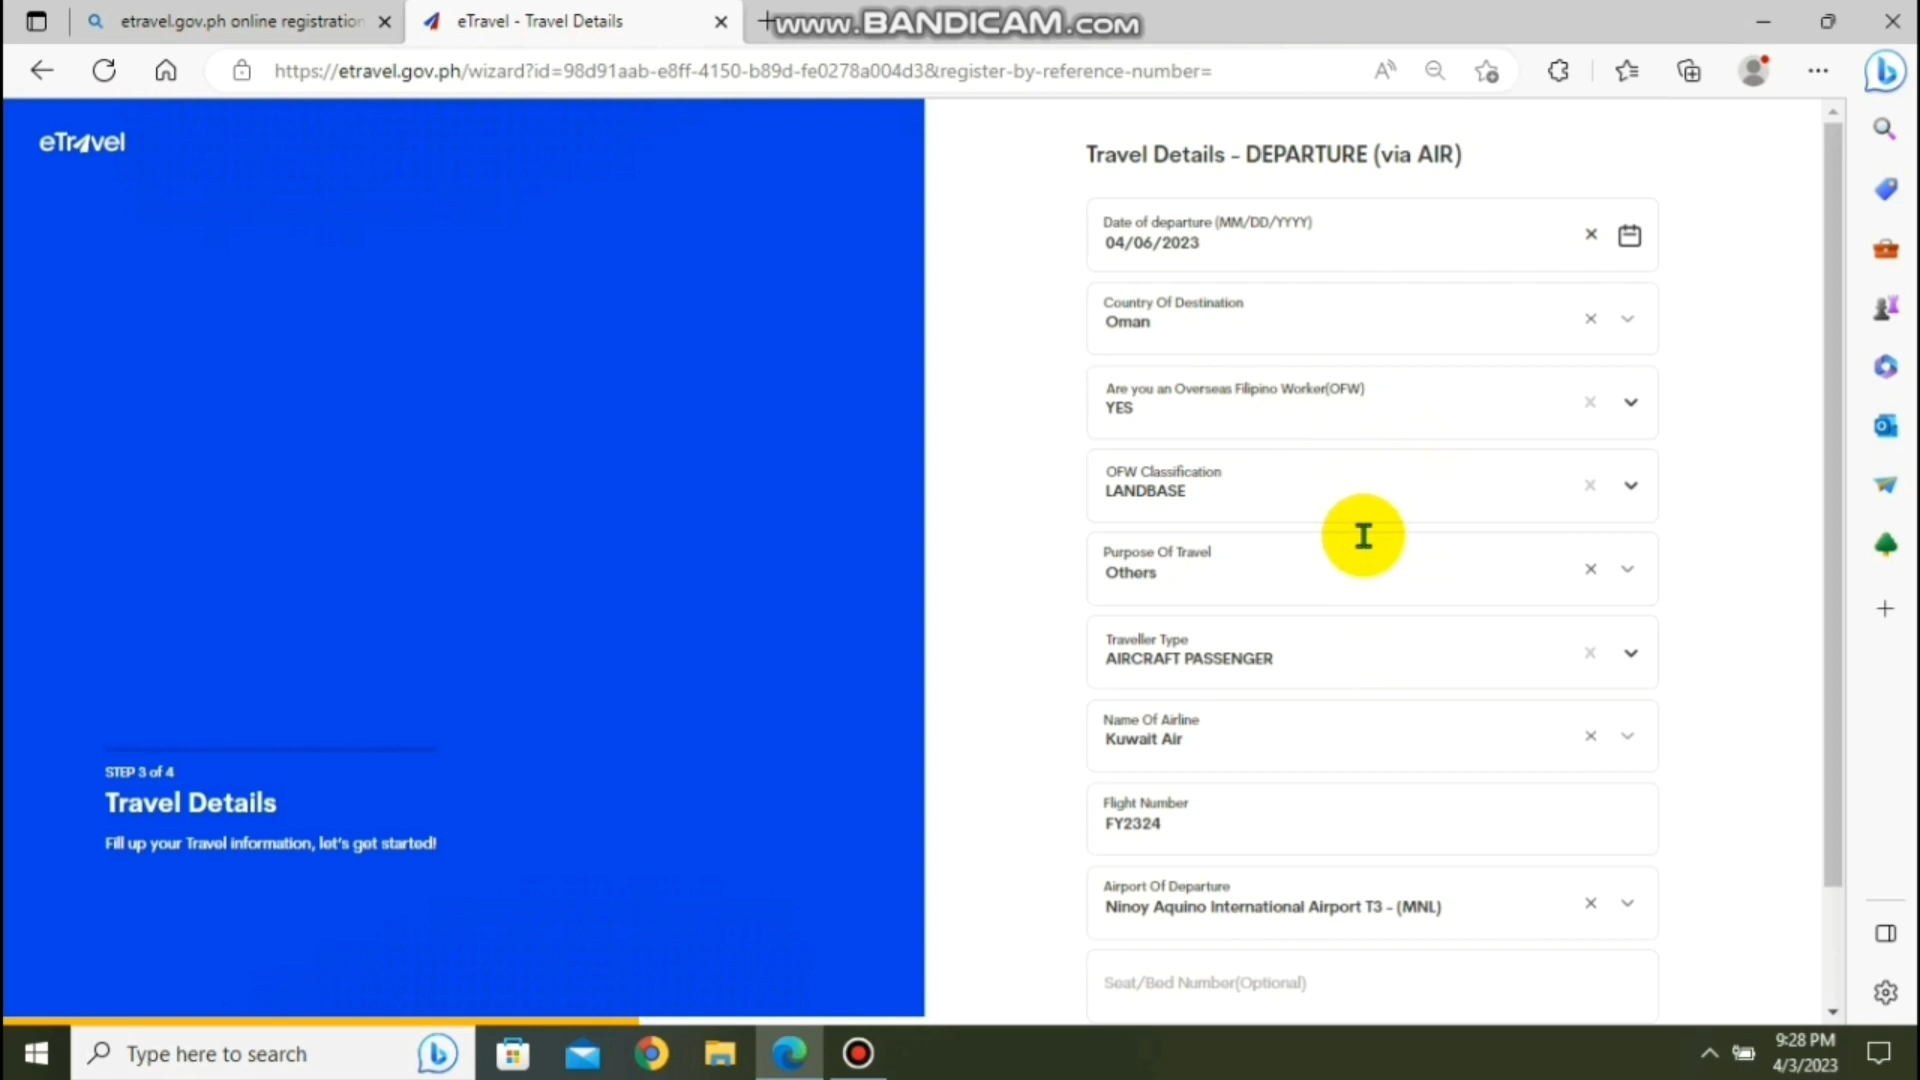 etravel.gov.ph online registration
eTravel - Travel Details
www.BANDICAM.com
https://etravel.gov.ph/wizard?id=98d91aab-e8ff-4150-b89d-fe0278a004d3&register-by-reference-number=
eTravel
Travel Details - DEPARTURE (via AIR)
Date of departure (MM/DD/YYYY)
04/06/2023
Country Of Destination
Oman
Are you an Overseas Filipino Worker(OFW)
YES
OFW Classification
LANDBASE
Purpose Of Travel
Others
Traveller Type
AIRCRAFT PASSENGER
Name Of Airline
Kuwait Air
Flight Number
FY2324
Airport Of Departure
Ninoy Aquino International Airport T3 - (MNL)
Seat/Bed Number(Optional)
STEP 3 of 4
Travel Details
Fill up your Travel information, let's get started!
Type here to search
9:28 PM
4/3/2023